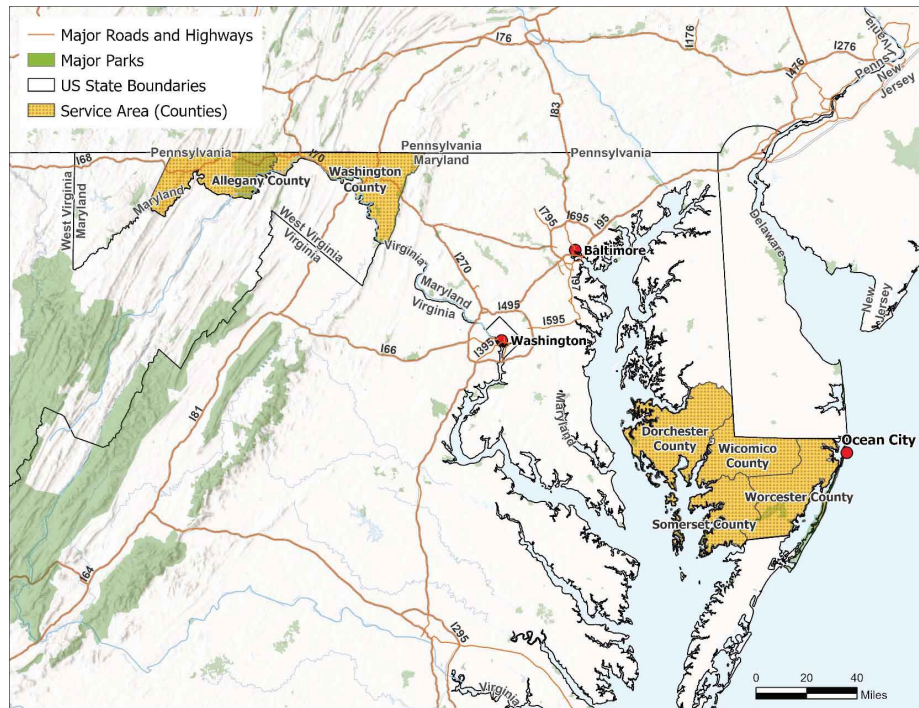 Major Roads and Highways
Major Parks
US State Boundaries
Service Area (Counties)
I76
I176
I276
I476
Pennsylvania
New
Jersey
I83
I68
Pennsylvania
I70
Pennsylvania
Maryland
Pennsylvania
West Virginia
Maryland
Maryland
Allegany County
Washington
County
West Virginia
Virginia
Virginia
I270
I795
I695
I95
Baltimore
Delaware
Maryland
Virginia
I97
New
Jersey
I495
I595
I66
I395
Washington
I81
Maryland
Dorchester
County
Wicomico
County
Ocean City
Worcester County
Somerset County
I64
I295
Virginia
0 20 40
Miles